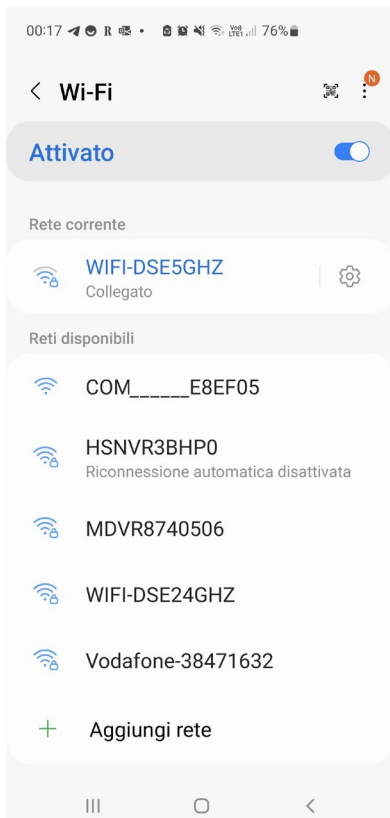 00:17 R 76%
Wi-Fi
N
Attivato
Rete corrente
WIFI-DSE5GHZ
Collegato
Reti disponibili
COM______E8EF05
HSNVR3BHP0
Riconnessione automatica disattivata
MDVR8740506
WIFI-DSE24GHZ
Vodafone-38471632
Aggiungi rete